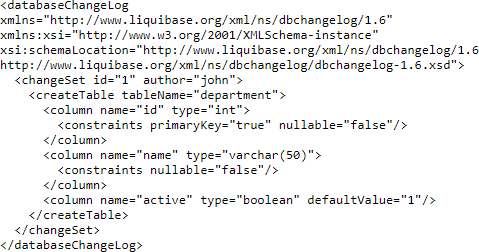 <databaseChangeLog
xmlns="http://www.liquibase.org/xml/ns/dbchangelog/1.6"
xmlns:xsi="http://www.w3.org/2001/XMLSchema-instance"
xsi:schemaLocation="http://www.liquibase.org/xml/ns/dbchangelog/1.6
http://www.liquibase.org/xml/ns/dbchangelog/dbchangelog-1.6.xsd">
  <changeSet id="1" author="john">
    <createTable tableName="department">
      <column name="id" type="int">
        <constraints primaryKey="true" nullable="false"/>
      </column>
      <column name="name" type="varchar(50)">
        <constraints nullable="false"/>
      </column>
      <column name="active" type="boolean" defaultValue="1"/>
    </createTable>
  </changeSet>
</databaseChangeLog>